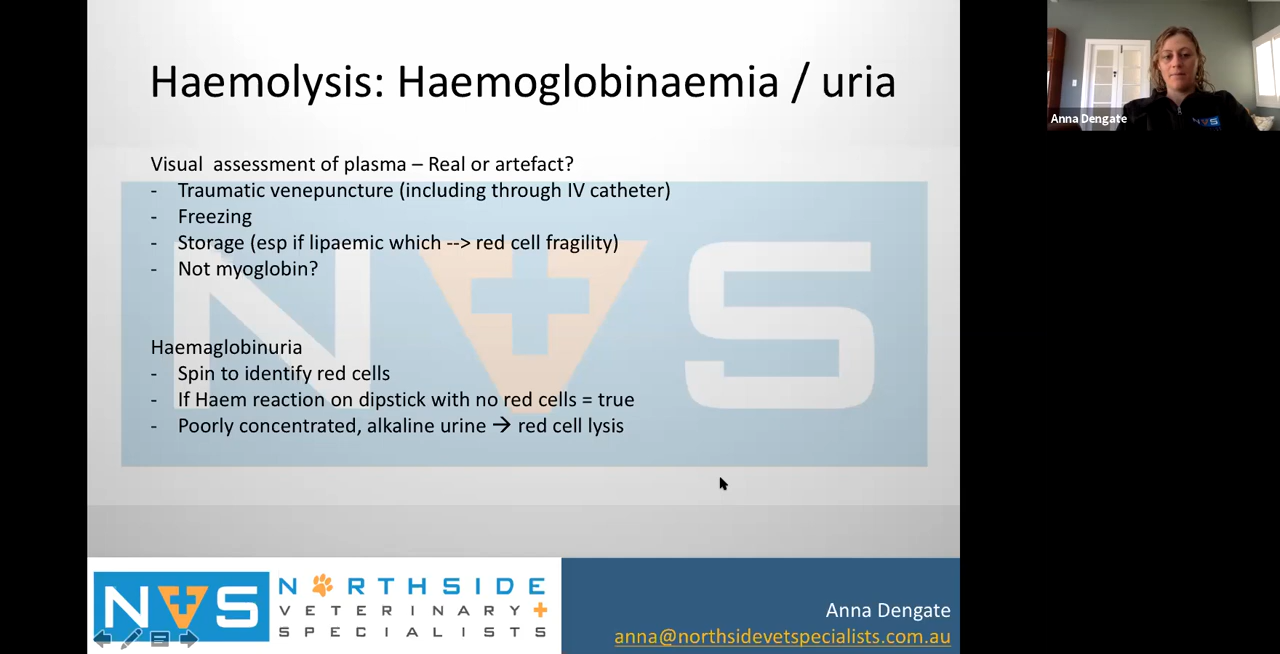 Haemolysis: Haemoglobinaemia / uria
Visual assessment of plasma – Real or artefact?
- Traumatic venepuncture (including through IV catheter)
- Freezing
- Storage (esp if lipaemic which --> red cell fragility)
- Not myoglobin?
Haemaglobinuria
- Spin to identify red cells
- If Haem reaction on dipstick with no red cells = true
- Poorly concentrated, alkaline urine → red cell lysis
NVS
NVS
NORTHSIDE
VETERINARY
SPECIALISTS
Anna Dengate
anna@northsidevetspecialists.com.au
Anna Dengate
NVS